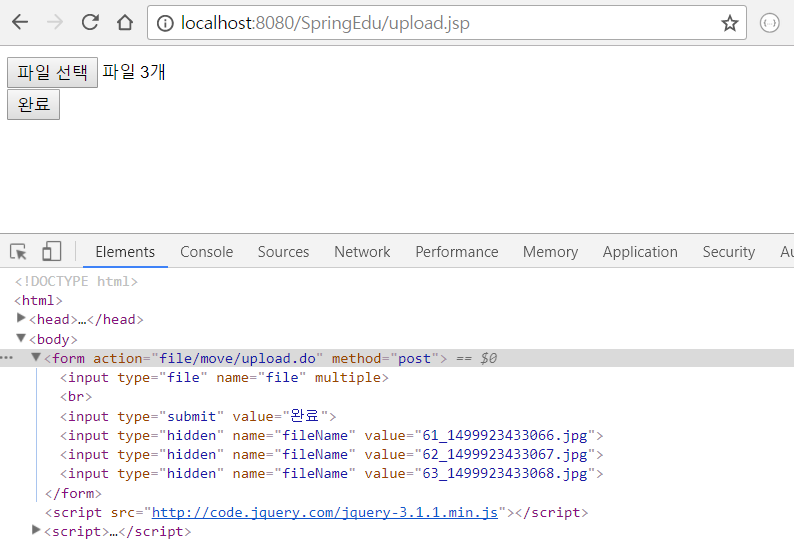 localhost:8080/SpringEdu/upload.jsp
파일 선택 파일 3개
완료
Elements Console Sources Network Performance Memory Application Security Au
<!DOCTYPE html>
<html>
▶<head>…</head>
▼<body>
··· ▼<form action="file/move/upload.do" method="post"> == $0
<input type="file" name="file" multiple>
<br>
<input type="submit" value="완료">
<input type="hidden" name="fileName" value="61_1499923433066.jpg">
<input type="hidden" name="fileName" value="62_1499923433067.jpg">
<input type="hidden" name="fileName" value="63_1499923433068.jpg">
</form>
<script src="http://code.jquery.com/jquery-3.1.1.min.js"></script>
▶<script>…</script>